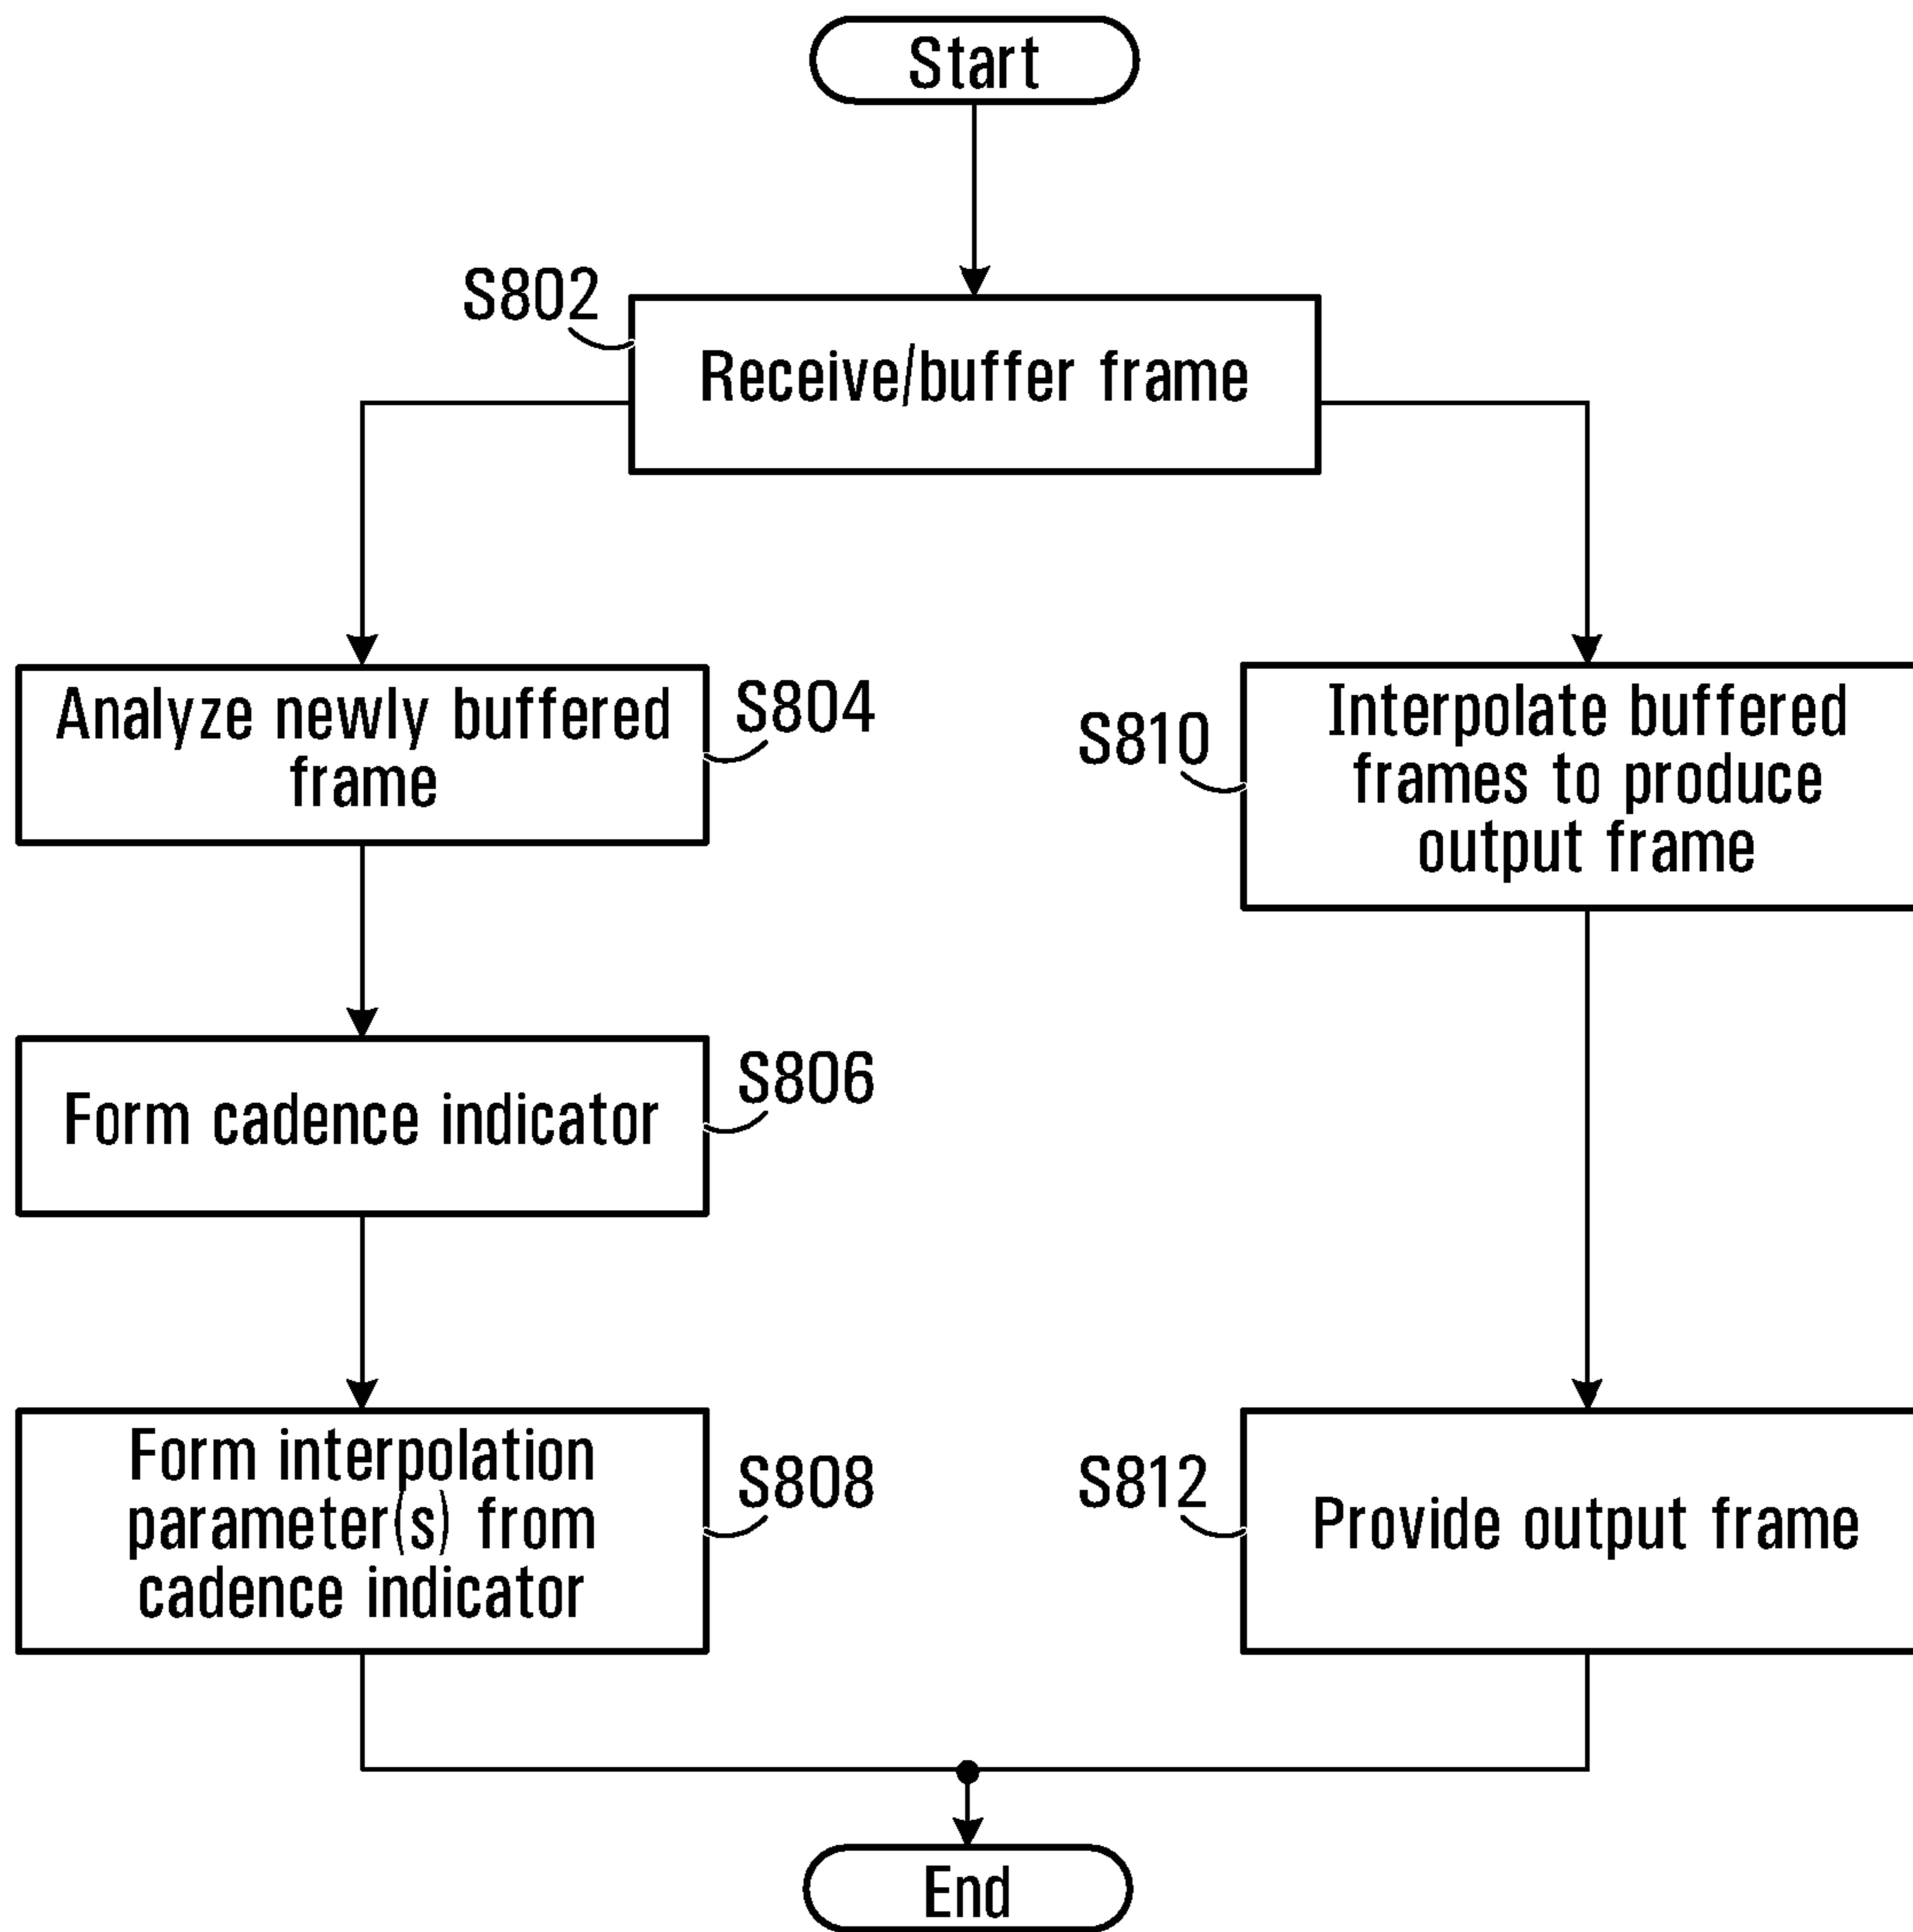 Start
S802
Receive/buffer frame
Analyze newly buffered
frame
S804
S810
Interpolate buffered
frames to produce
output frame
Form cadence indicator
S806
Form interpolation
parameter(s) from
cadence indicator
S808
S812
Provide output frame
End